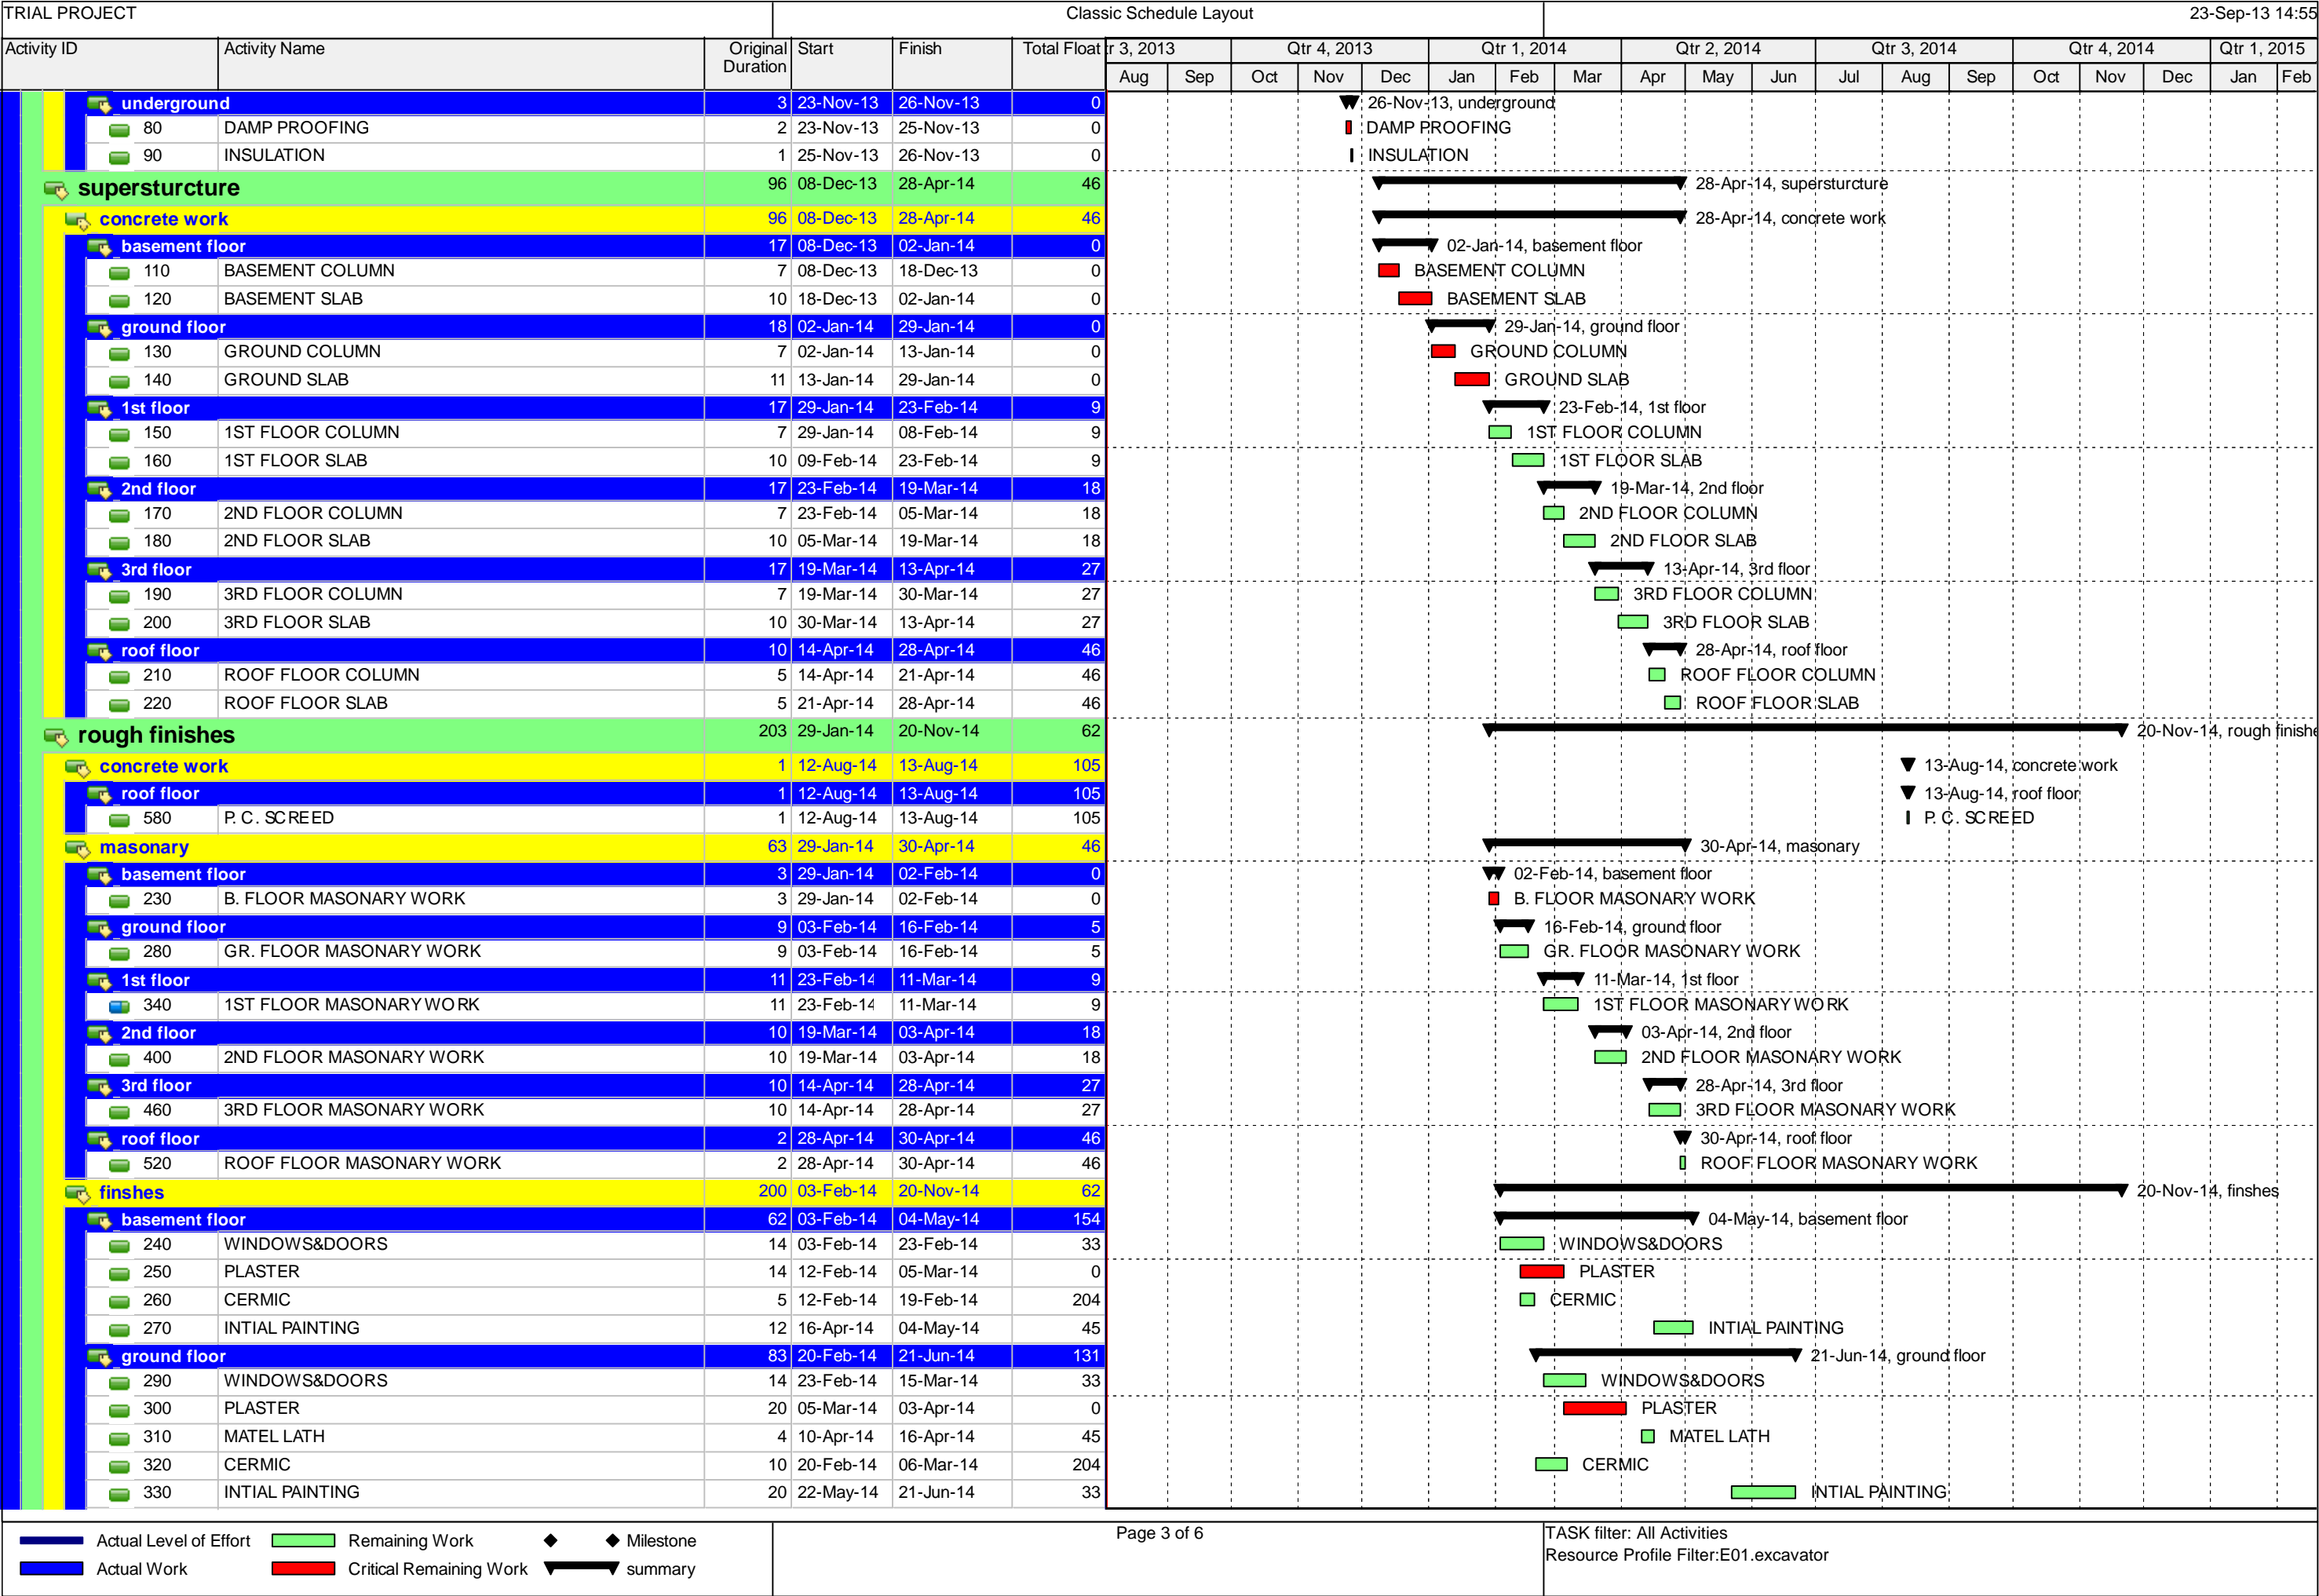 TRIAL PROJECT Classic Schedule Layout 23-Sep-13 14:55
Activity ID Activity Name Original Duration Start Finish Total Float tr 3, 2013 Qtr 4, 2013 Qtr 1, 2014 Qtr 2, 2014 Qtr 3, 2014 Qtr 4, 2014 Qtr 1, 2015
Aug Sep Oct Nov Dec Jan Feb Mar Apr May Jun Jul Aug Sep Oct Nov Dec Jan Feb
underground 3 23-Nov-13 26-Nov-13 0 26-Nov-13, underground
80 DAMP PROOFING 2 23-Nov-13 25-Nov-13 0 DAMP PROOFING
90 INSULATION 1 25-Nov-13 26-Nov-13 0 INSULATION
supersturcture 96 08-Dec-13 28-Apr-14 46 28-Apr-14, supersturcture
concrete work 96 08-Dec-13 28-Apr-14 46 28-Apr-14, concrete work
basement floor 17 08-Dec-13 02-Jan-14 0 02-Jan-14, basement floor
110 BASEMENT COLUMN 7 08-Dec-13 18-Dec-13 0 BASEMENT COLUMN
120 BASEMENT SLAB 10 18-Dec-13 02-Jan-14 0 BASEMENT SLAB
ground floor 18 02-Jan-14 29-Jan-14 0 29-Jan-14, ground floor
130 GROUND COLUMN 7 02-Jan-14 13-Jan-14 0 GROUND COLUMN
140 GROUND SLAB 11 13-Jan-14 29-Jan-14 0 GROUND SLAB
1st floor 17 29-Jan-14 23-Feb-14 9 23-Feb-14, 1st floor
150 1ST FLOOR COLUMN 7 29-Jan-14 08-Feb-14 9 1ST FLOOR COLUMN
160 1ST FLOOR SLAB 10 09-Feb-14 23-Feb-14 9 1ST FLOOR SLAB
2nd floor 17 23-Feb-14 19-Mar-14 18 19-Mar-14, 2nd floor
170 2ND FLOOR COLUMN 7 23-Feb-14 05-Mar-14 18 2ND FLOOR COLUMN
180 2ND FLOOR SLAB 10 05-Mar-14 19-Mar-14 18 2ND FLOOR SLAB
3rd floor 17 19-Mar-14 13-Apr-14 27 13-Apr-14, 3rd floor
190 3RD FLOOR COLUMN 7 19-Mar-14 30-Mar-14 27 3RD FLOOR COLUMN
200 3RD FLOOR SLAB 10 30-Mar-14 13-Apr-14 27 3RD FLOOR SLAB
roof floor 10 14-Apr-14 28-Apr-14 46 28-Apr-14, roof floor
210 ROOF FLOOR COLUMN 5 14-Apr-14 21-Apr-14 46 ROOF FLOOR COLUMN
220 ROOF FLOOR SLAB 5 21-Apr-14 28-Apr-14 46 ROOF FLOOR SLAB
rough finishes 203 29-Jan-14 20-Nov-14 62 20-Nov-14, rough finishe
concrete work 1 12-Aug-14 13-Aug-14 105 13-Aug-14, concrete work
roof floor 1 12-Aug-14 13-Aug-14 105 13-Aug-14, roof floor
580 P. C. SCREED 1 12-Aug-14 13-Aug-14 105 P. C. SCREED
masonary 63 29-Jan-14 30-Apr-14 46 30-Apr-14, masonary
basement floor 3 29-Jan-14 02-Feb-14 0 02-Feb-14, basement floor
230 B. FLOOR MASONARY WORK 3 29-Jan-14 02-Feb-14 0 B. FLOOR MASONARY WORK
ground floor 9 03-Feb-14 16-Feb-14 5 16-Feb-14, ground floor
280 GR. FLOOR MASONARY WORK 9 03-Feb-14 16-Feb-14 5 GR. FLOOR MASONARY WORK
1st floor 11 23-Feb-14 11-Mar-14 9 11-Mar-14, 1st floor
340 1ST FLOOR MASONARY WORK 11 23-Feb-14 11-Mar-14 9 1ST FLOOR MASONARY WORK
2nd floor 10 19-Mar-14 03-Apr-14 18 03-Apr-14, 2nd floor
400 2ND FLOOR MASONARY WORK 10 19-Mar-14 03-Apr-14 18 2ND FLOOR MASONARY WORK
3rd floor 10 14-Apr-14 28-Apr-14 27 28-Apr-14, 3rd floor
460 3RD FLOOR MASONARY WORK 10 14-Apr-14 28-Apr-14 27 3RD FLOOR MASONARY WORK
roof floor 2 28-Apr-14 30-Apr-14 46 30-Apr-14, roof floor
520 ROOF FLOOR MASONARY WORK 2 28-Apr-14 30-Apr-14 46 ROOF FLOOR MASONARY WORK
finshes 200 03-Feb-14 20-Nov-14 62 20-Nov-14, finshes
basement floor 62 03-Feb-14 04-May-14 154 04-May-14, basement floor
240 WINDOWS&DOORS 14 03-Feb-14 23-Feb-14 33 WINDOWS&DOORS
250 PLASTER 14 12-Feb-14 05-Mar-14 0 PLASTER
260 CERMIC 5 12-Feb-14 19-Feb-14 204 CERMIC
270 INTIAL PAINTING 12 16-Apr-14 04-May-14 45 INTIAL PAINTING
ground floor 83 20-Feb-14 21-Jun-14 131 21-Jun-14, ground floor
290 WINDOWS&DOORS 14 23-Feb-14 15-Mar-14 33 WINDOWS&DOORS
300 PLASTER 20 05-Mar-14 03-Apr-14 0 PLASTER
310 MATEL LATH 4 10-Apr-14 16-Apr-14 45 MATEL LATH
320 CERMIC 10 20-Feb-14 06-Mar-14 204 CERMIC
330 INTIAL PAINTING 20 22-May-14 21-Jun-14 33 INTIAL PAINTING
Actual Level of Effort Remaining Work Milestone Page 3 of 6 TASK filter: All Activities
Actual Work Critical Remaining Work summary Resource Profile Filter:E01.excavator